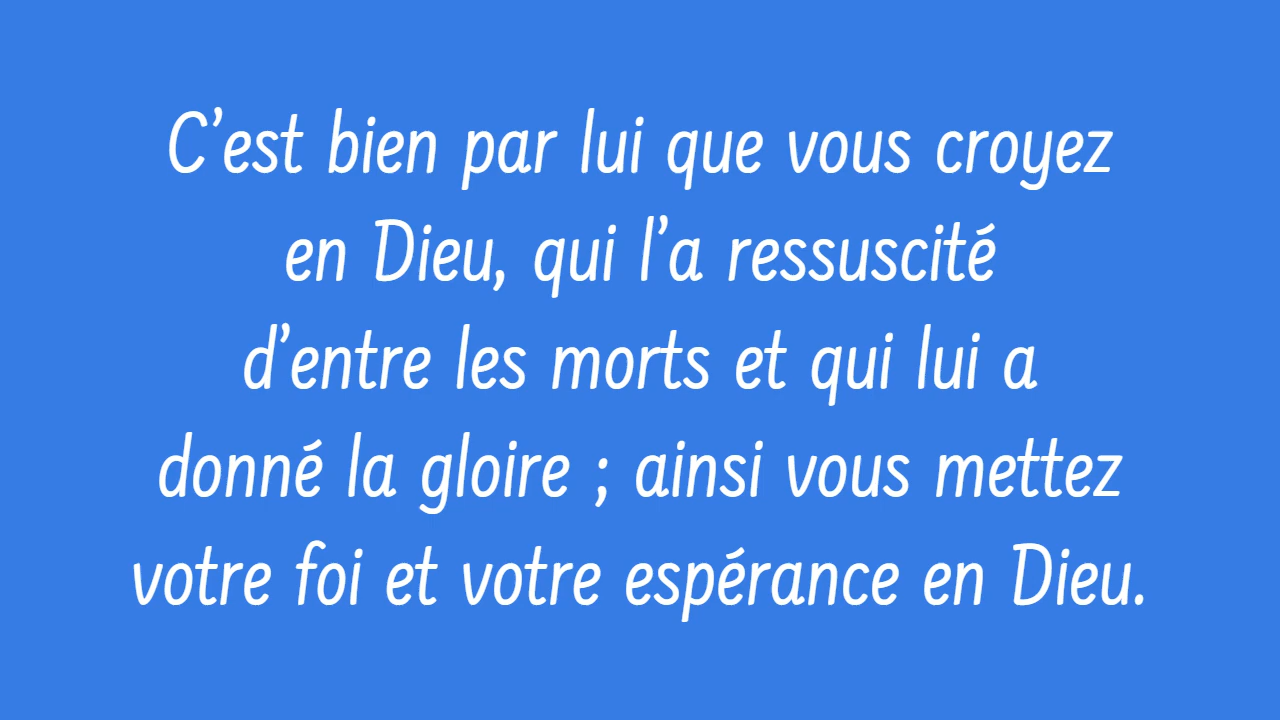 C’est bien par lui que vous croyez
en Dieu, qui l’a ressuscité
d’entre les morts et qui lui a
donné la gloire ; ainsi vous mettez
votre foi et votre espérance en Dieu.